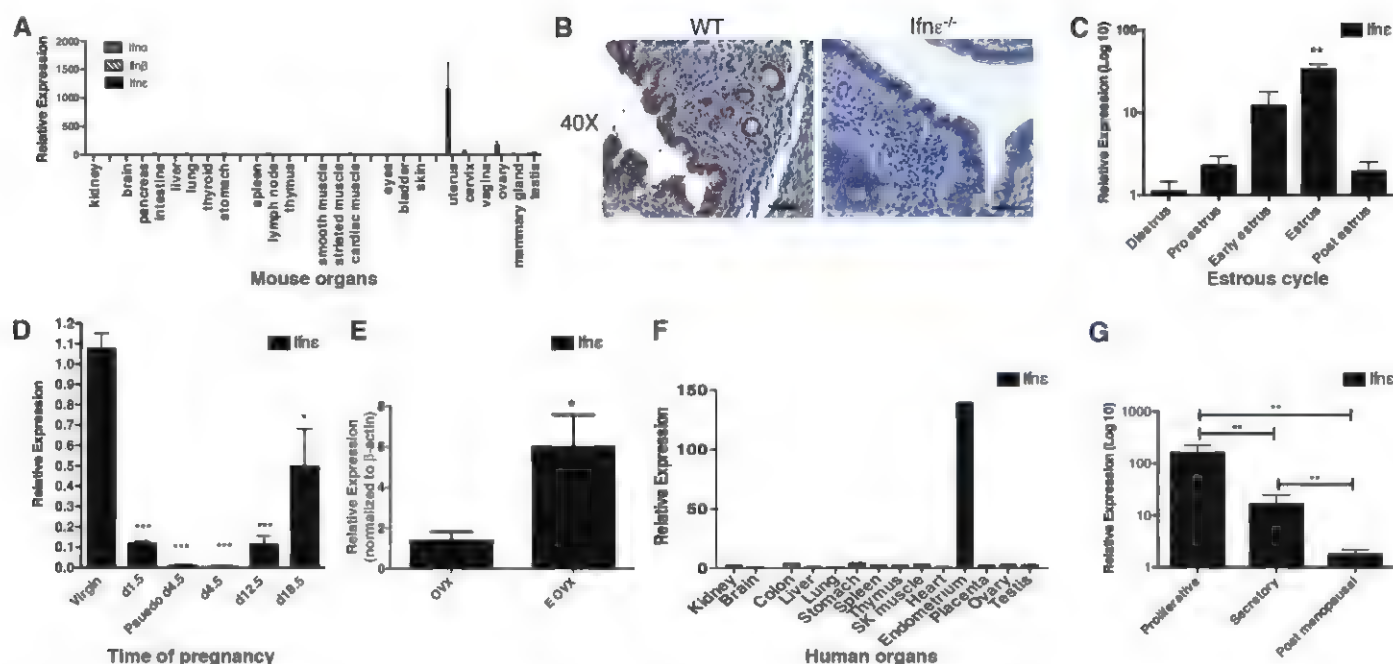 A
Relative Expression
2000
1500
1000
500
0
Ifnα
Ifnβ
Ifnε
kidney
brain
pancreas
intestine
liver
lung
thyroid
stomach
spleen
lymph node
thymus
smooth muscle
striated muscle
cardiac muscle
eyes
bladder
skin
uterus
cervix
vagina
ovary
mammary gland
testis
Mouse organs
B
WT
Ifnε-/-
40X
C
Relative Expression (Log 10)
100
10
1
**
Ifnε
Diestrus
Pro estrus
Early estrus
Estrus
Post estrus
Estrous cycle
D
Relative Expression
1.2
1.1
1.0
0.9
0.8
0.7
0.6
0.5
0.4
0.3
0.2
0.1
0.0
Ifnε
***
***
***
***
*
Virgin
d1.5
Psuedo d4.5
d4.5
d12.5
d18.5
Time of pregnancy
E
Relative Expression
(normalized to β-actin)
8
6
4
2
0
Ifnε
*
OVX
E OVX
F
Relative Expression
150
100
50
0
Ifnε
Kidney
Brain
Colon
Liver
Lung
Stomach
Spleen
Thymus
SK muscle
Heart
Endometrium
Placenta
Ovary
Testis
Human organs
G
Relative Expression (Log 10)
1000
100
10
1
Ifnε
**
**
**
Proliferative
Secretory
Post menopausal